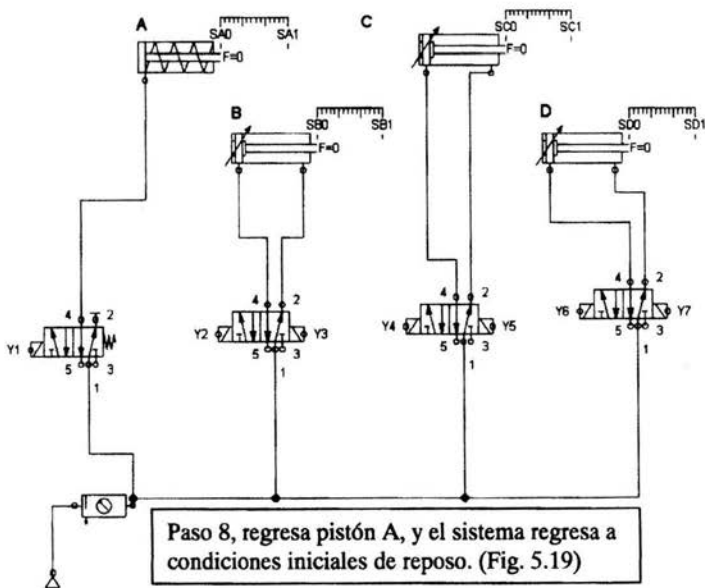 A
SA0 SA1
F=0
B
SB0 SB1
F=0
C
SC0 SC1
F=0
D
SD0 SD1
F=0
4 2
Y1
5 3
1
4 2
Y2 Y3
5 3
1
4 2
Y4 Y5
5 3
1
4 2
Y6 Y7
5 3
1
Paso 8, regresa pistón A, y el sistema regresa a
condiciones iniciales de reposo. (Fig. 5.19)